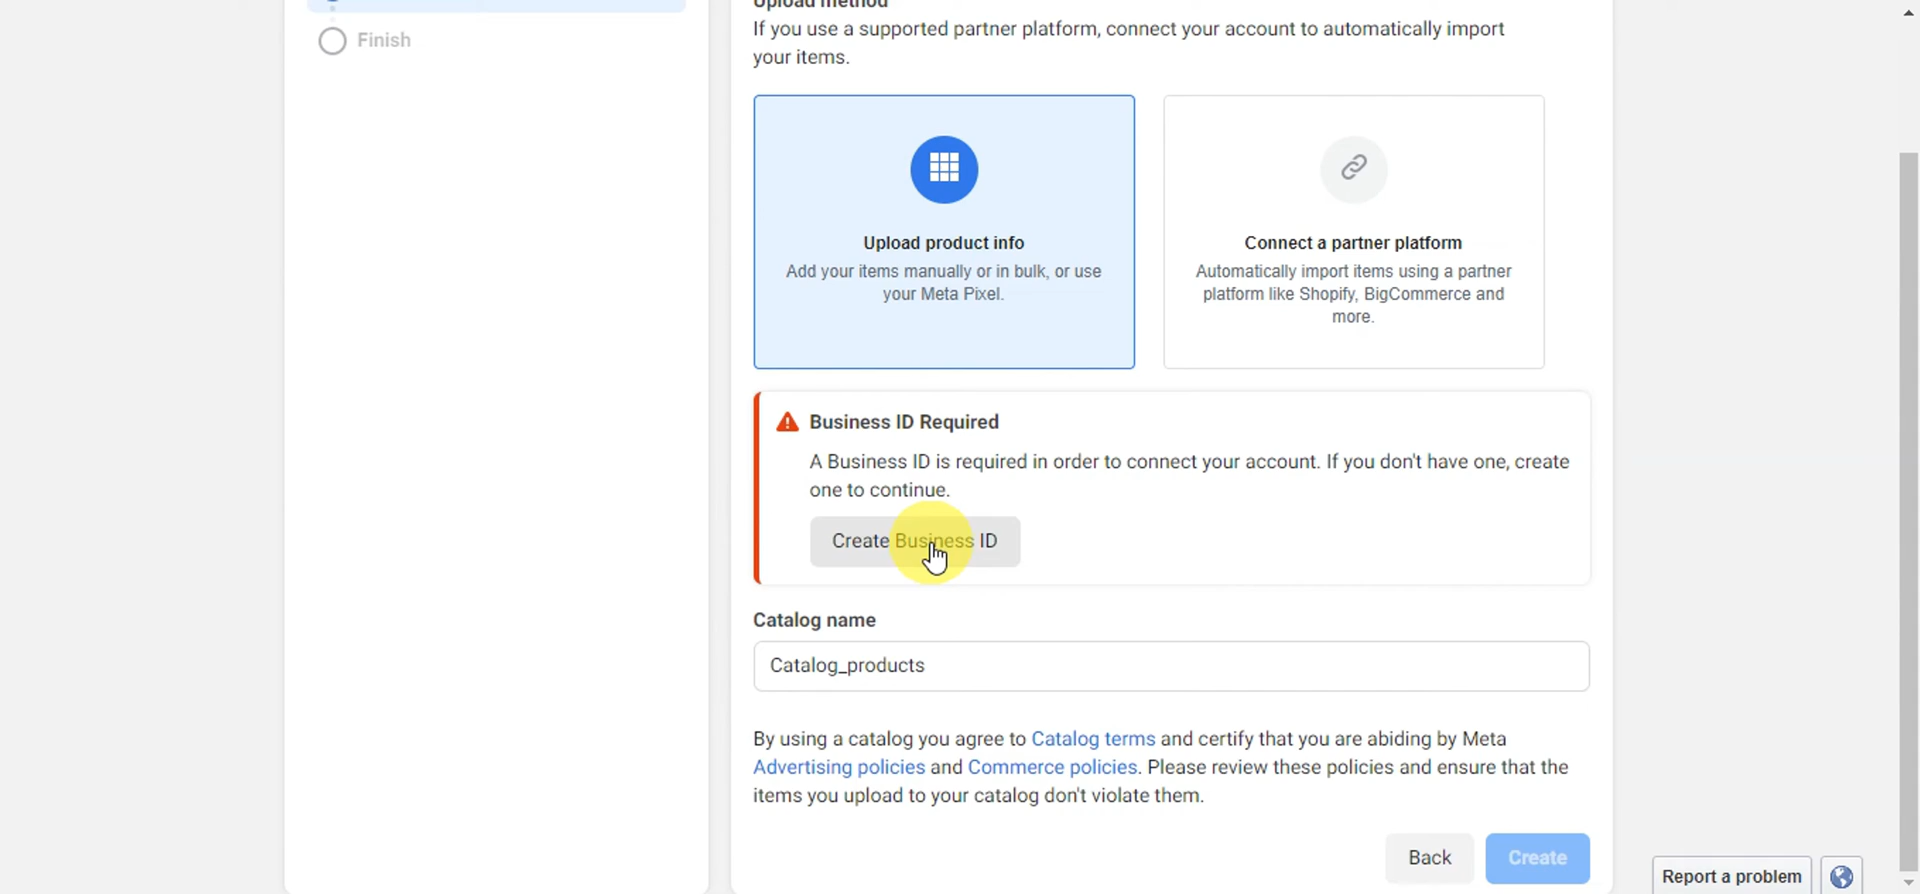 Finish
Upload method
If you use a supported partner platform, connect your account to automatically import
your items.
Upload product info
Add your items manually or in bulk, or use
your Meta Pixel.
Connect a partner platform
Automatically import items using a partner
platform like Shopify, BigCommerce and
more.
Business ID Required
A Business ID is required in order to connect your account. If you don't have one, create
one to continue.
Create Business ID
Catalog name
Catalog_products
By using a catalog you agree to Catalog terms and certify that you are abiding by Meta
Advertising policies and Commerce policies. Please review these policies and ensure that the
items you upload to your catalog don't violate them.
Back
Create
Report a problem